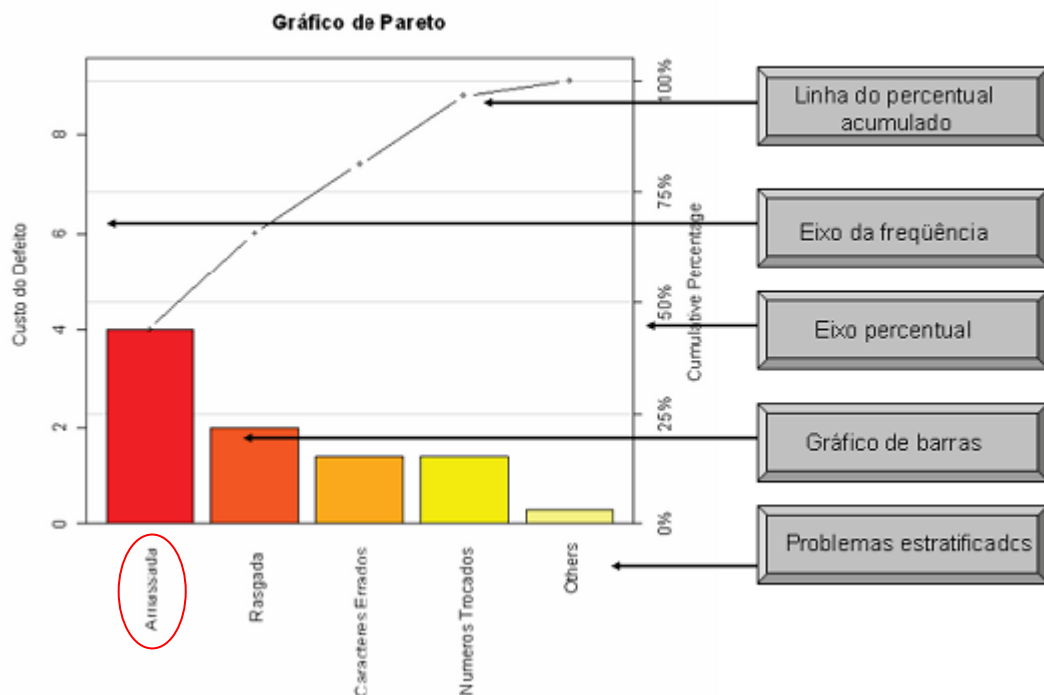 Gráfico de Pareto
Custo do Defeito
8
6
4
2
0
100%
75%
50%
25%
0%
Cumulative Percentage
Amassada
Rasgada
Caracteres Errados
Numeros Trocados
Others
Linha do percentual
acumulado
Eixo da freqüência
Eixo percentual
Gráfico de barras
Problemas estratificadcs